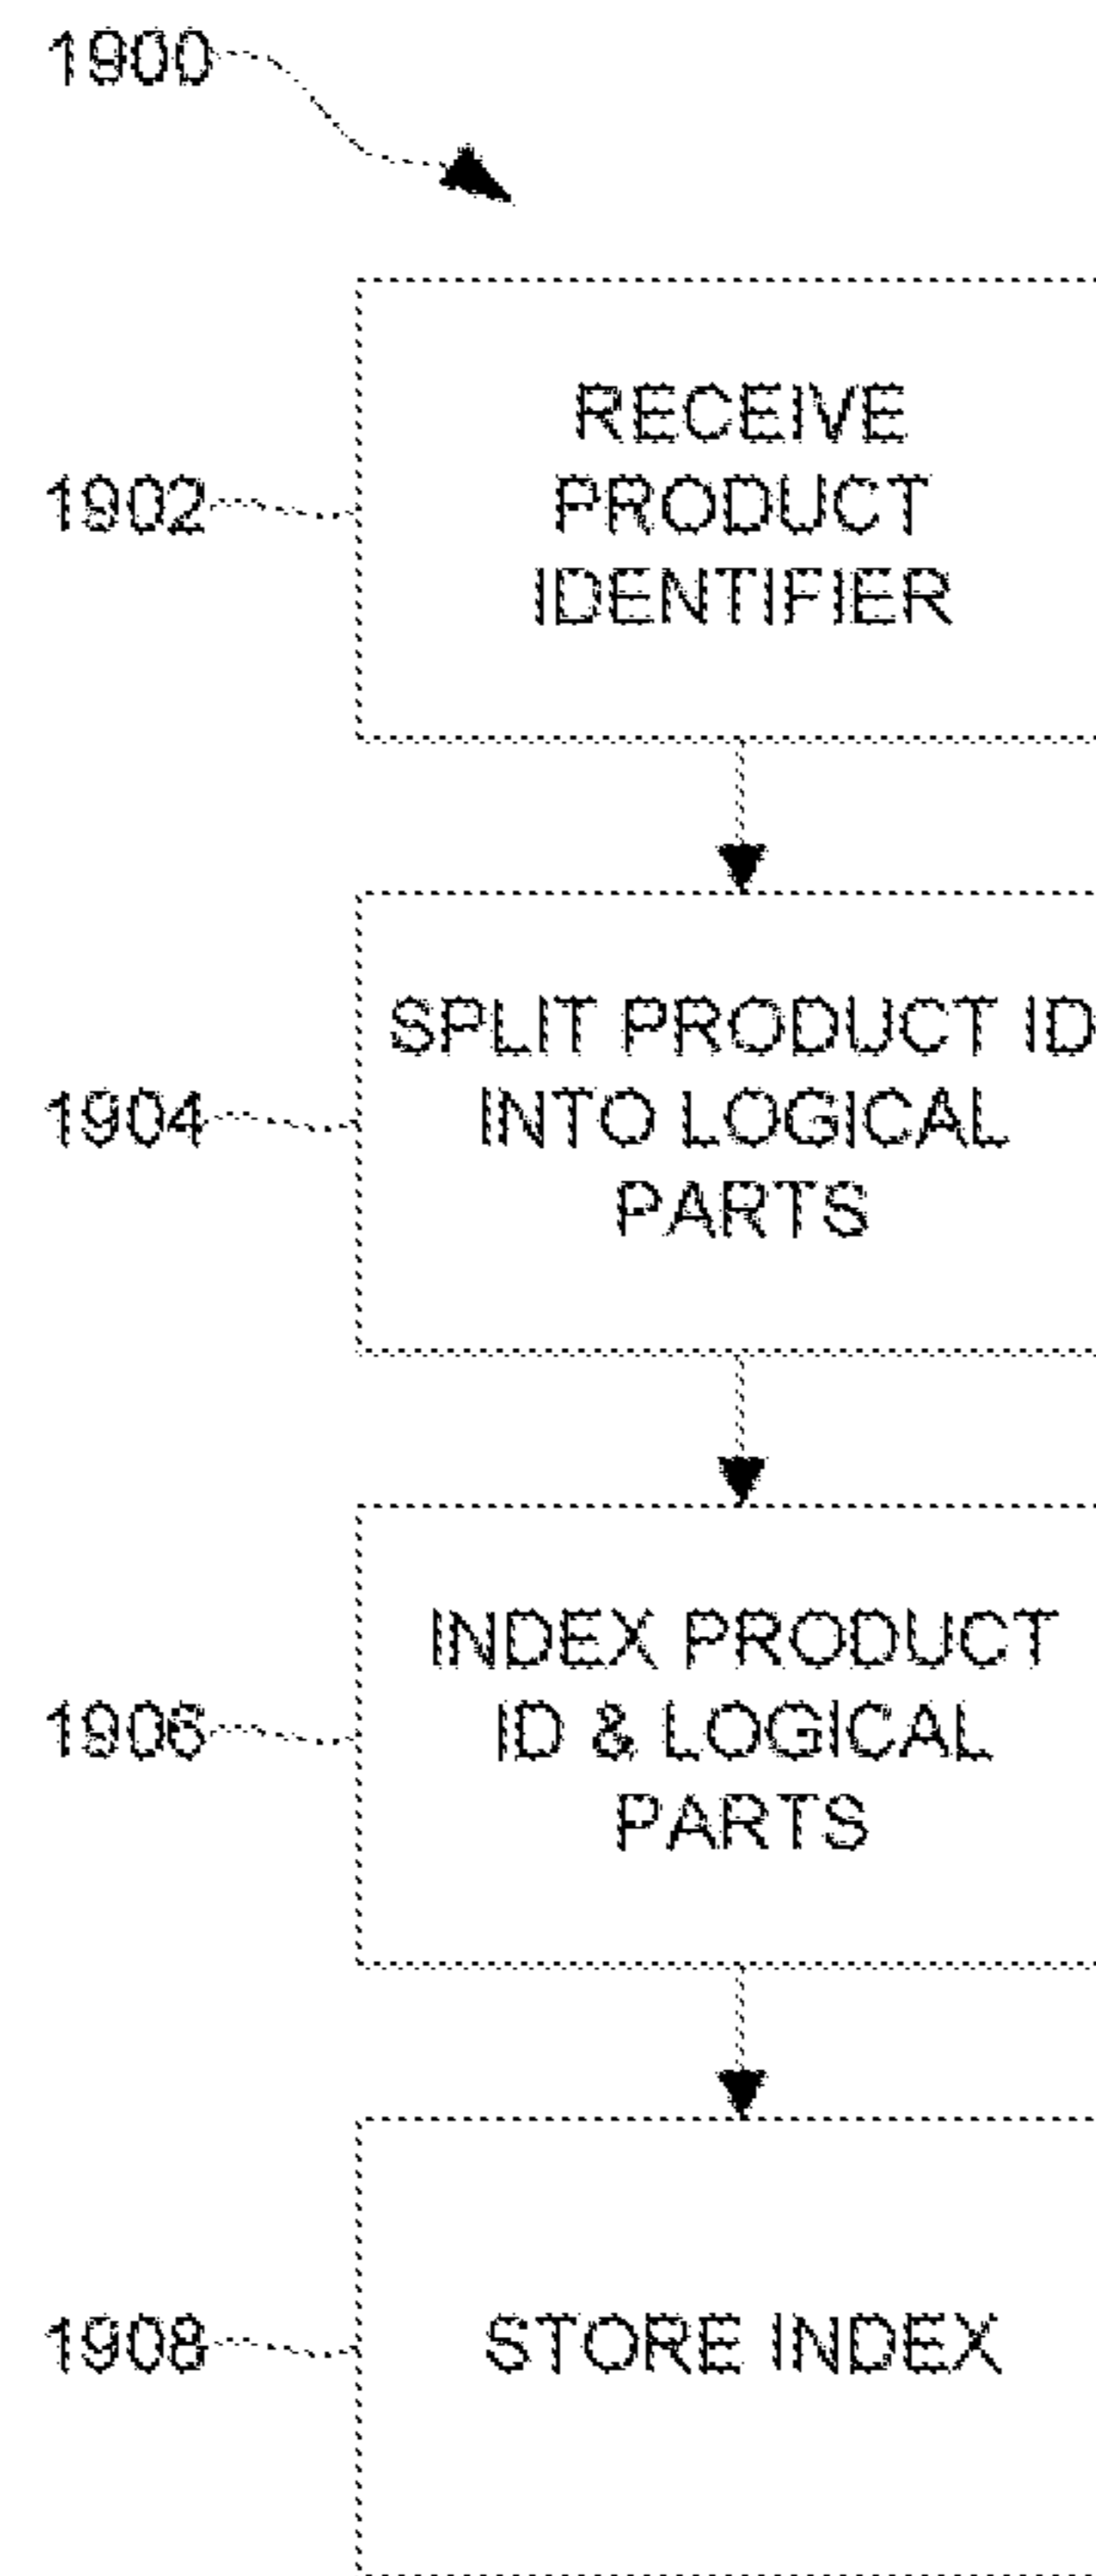 1900
RECEIVE
PRODUCT
IDENTIFIER
1902
SPLIT PRODUCT ID
INTO LOGICAL
PARTS
1904
INDEX PRODUCT
ID & LOGICAL
PARTS
1906
STORE INDEX
1908